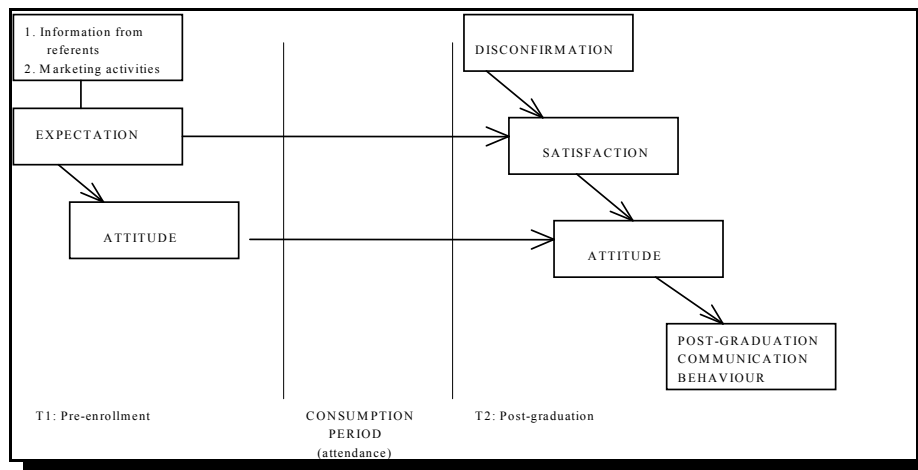 1. Information from
referents
2. Marketing activities
EXPECTATION
ATTITUDE
DISCONFIRMATION
SATISFACTION
ATTITUDE
POST-GRADUATION
COMMUNICATION
BEHAVIOUR
T1: Pre-enrollment
CONSUMPTION
PERIOD
(attendance)
T2: Post-graduation